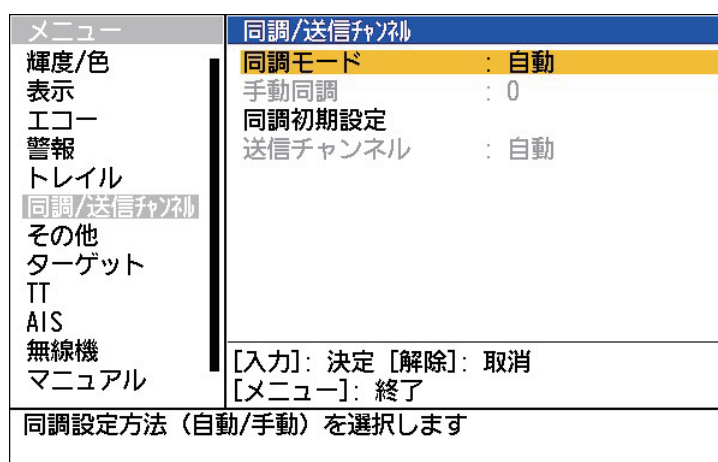 メニュー
輝度/色
表示
エコー
警報
トレイル
同調/送信ﾁｬﾝﾈﾙ
その他
ターゲット
TT
AIS
無線機
マニュアル
同調/送信ﾁｬﾝﾈﾙ
同調モード : 自動
手動同調 : 0
同調初期設定
送信チャンネル : 自動
[入力]: 決定 [解除]: 取消
[メニュー]: 終了
同調設定方法（自動/手動）を選択します